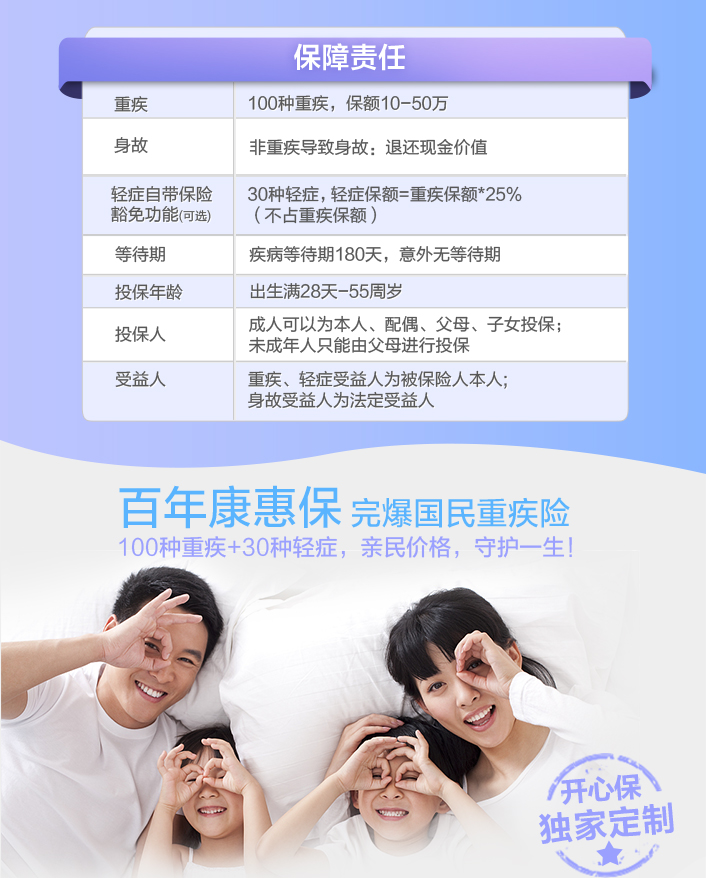 保障责任
重疾
100种重疾，保额10-50万
身故
非重疾导致身故：退还现金价值
轻症自带保险
豁免功能(可选)
30种轻症，轻症保额=重疾保额*25%
（不占重疾保额）
等待期
疾病等待期180天，意外无等待期
投保年龄
出生满28天-55周岁
投保人
成人可以为本人、配偶、父母、子女投保；
未成年人只能由父母进行投保
受益人
重疾、轻症受益人为被保险人本人；
身故受益人为法定受益人
百年康惠保 完爆国民重疾险
100种重疾+30种轻症，亲民价格，守护一生！
开心保
独家定制